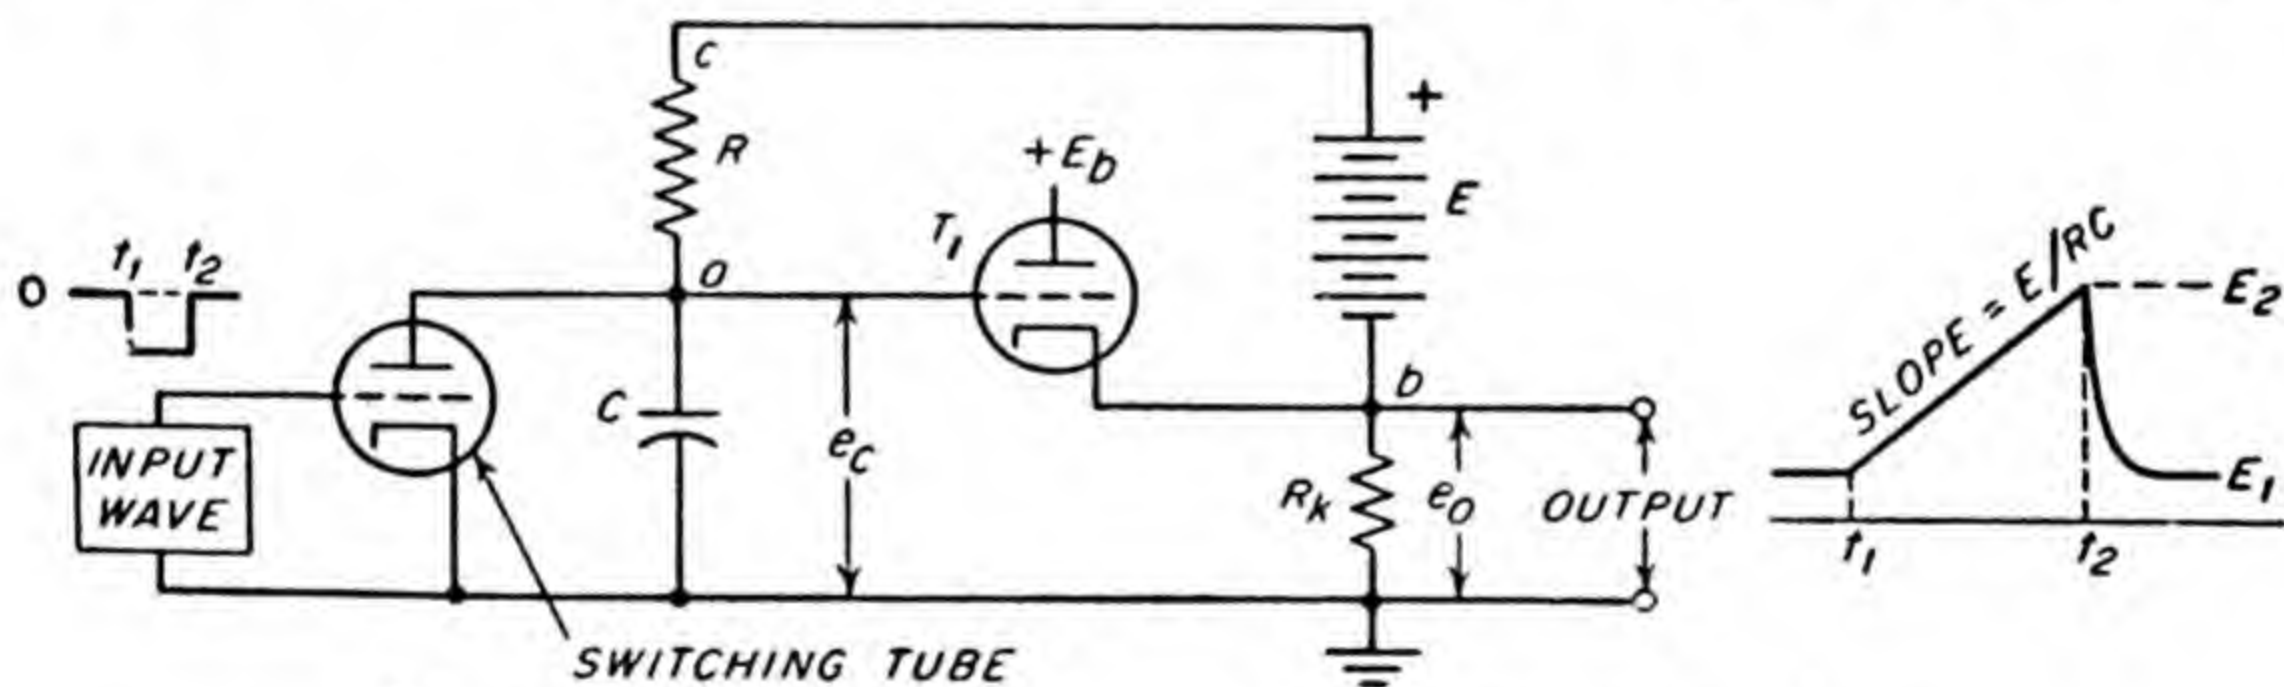 c
R
+
+Eb
E
T1
t1 t2
0
o
SLOPE = E/RC
E2
b
C
ec
INPUT
WAVE
Rk
eo
OUTPUT
E1
t1
t2
SWITCHING TUBE